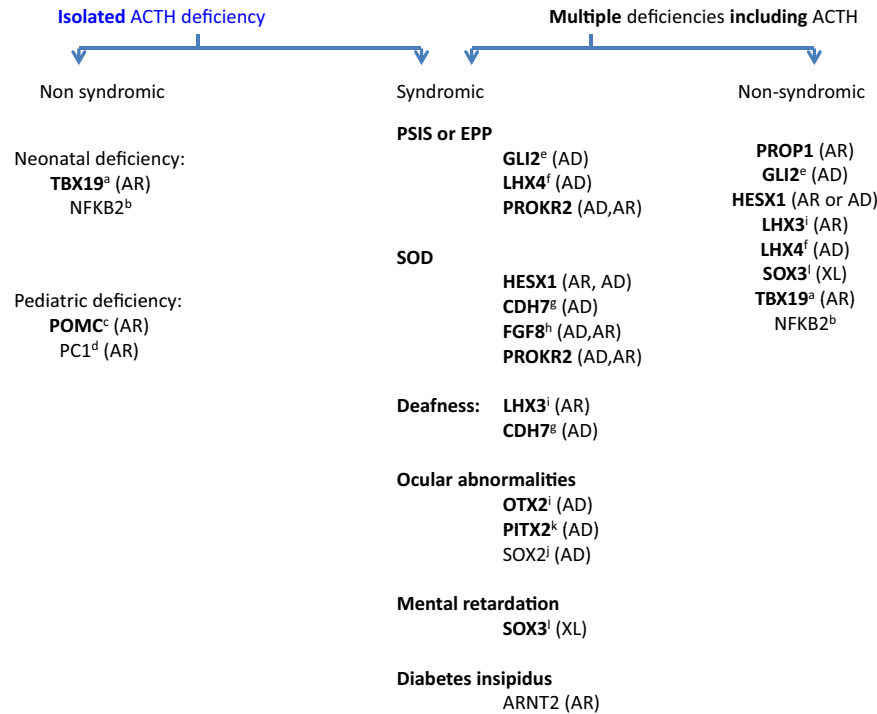 Isolated ACTH deficiency
Multiple deficiencies including ACTH
Non syndromic
Syndromic
Non-syndromic
Neonatal deficiency:
TBX19ᵃ (AR)
NFKB2ᵇ
Pediatric deficiency:
POMCᶜ (AR)
PC1ᵈ (AR)
PSIS or EPP
GLI2ᵉ (AD)
LHX4ᶠ (AD)
PROKR2 (AD,AR)
SOD
HESX1 (AR, AD)
CDH7ᵍ (AD)
FGF8ʰ (AD,AR)
PROKR2 (AD,AR)
Deafness: LHX3ⁱ (AR)
CDH7ᵍ (AD)
Ocular abnormalities
OTX2ⁱ (AD)
PITX2ᵏ (AD)
SOX2ʲ (AD)
Mental retardation
SOX3ˡ (XL)
Diabetes insipidus
ARNT2 (AR)
PROP1 (AR)
GLI2ᵉ (AD)
HESX1 (AR or AD)
LHX3ⁱ (AR)
LHX4ᶠ (AD)
SOX3ˡ (XL)
TBX19ᵃ (AR)
NFKB2ᵇ